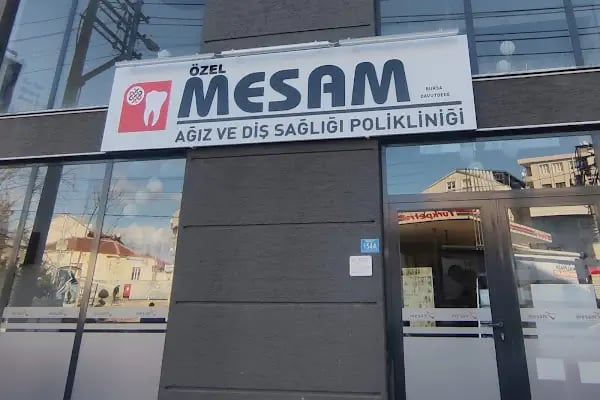 ÖZEL
MESAM
BURSA
DAVUTDEDE
AĞIZ VE DİŞ SAĞLIĞI POLİKLİNİĞİ
154A